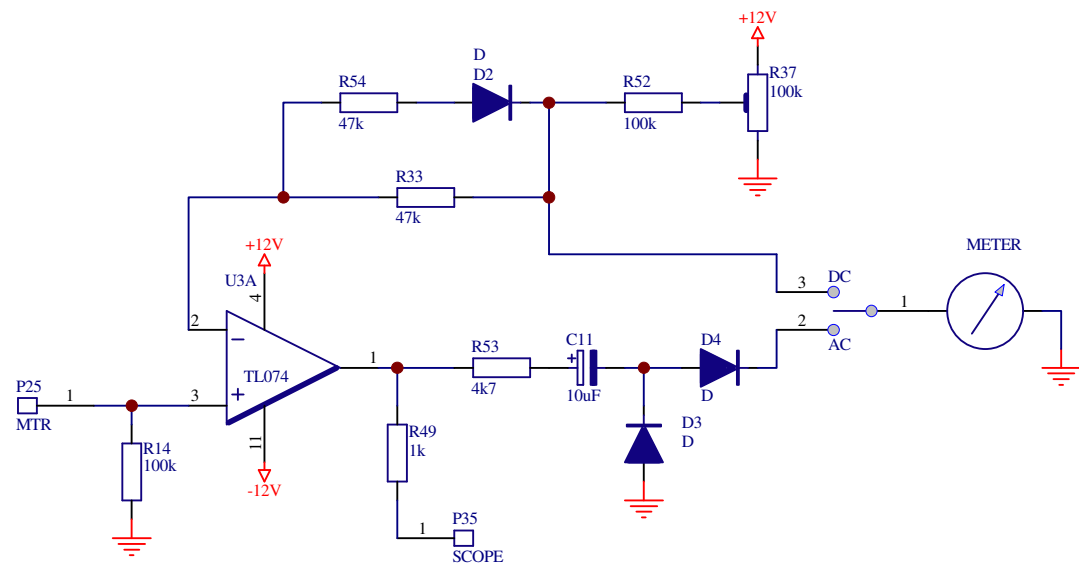 +12V
D
D2
R54
47k
R52
100k
R37
100k
R33
47k
+12V
U3A
4
2
1
TL074
3
11
-12V
P25
1
MTR
R14
100k
R49
1k
1
P35
SCOPE
R53
4k7
C11
+
10uF
D4
D
D3
D
METER
3
DC
1
2
AC